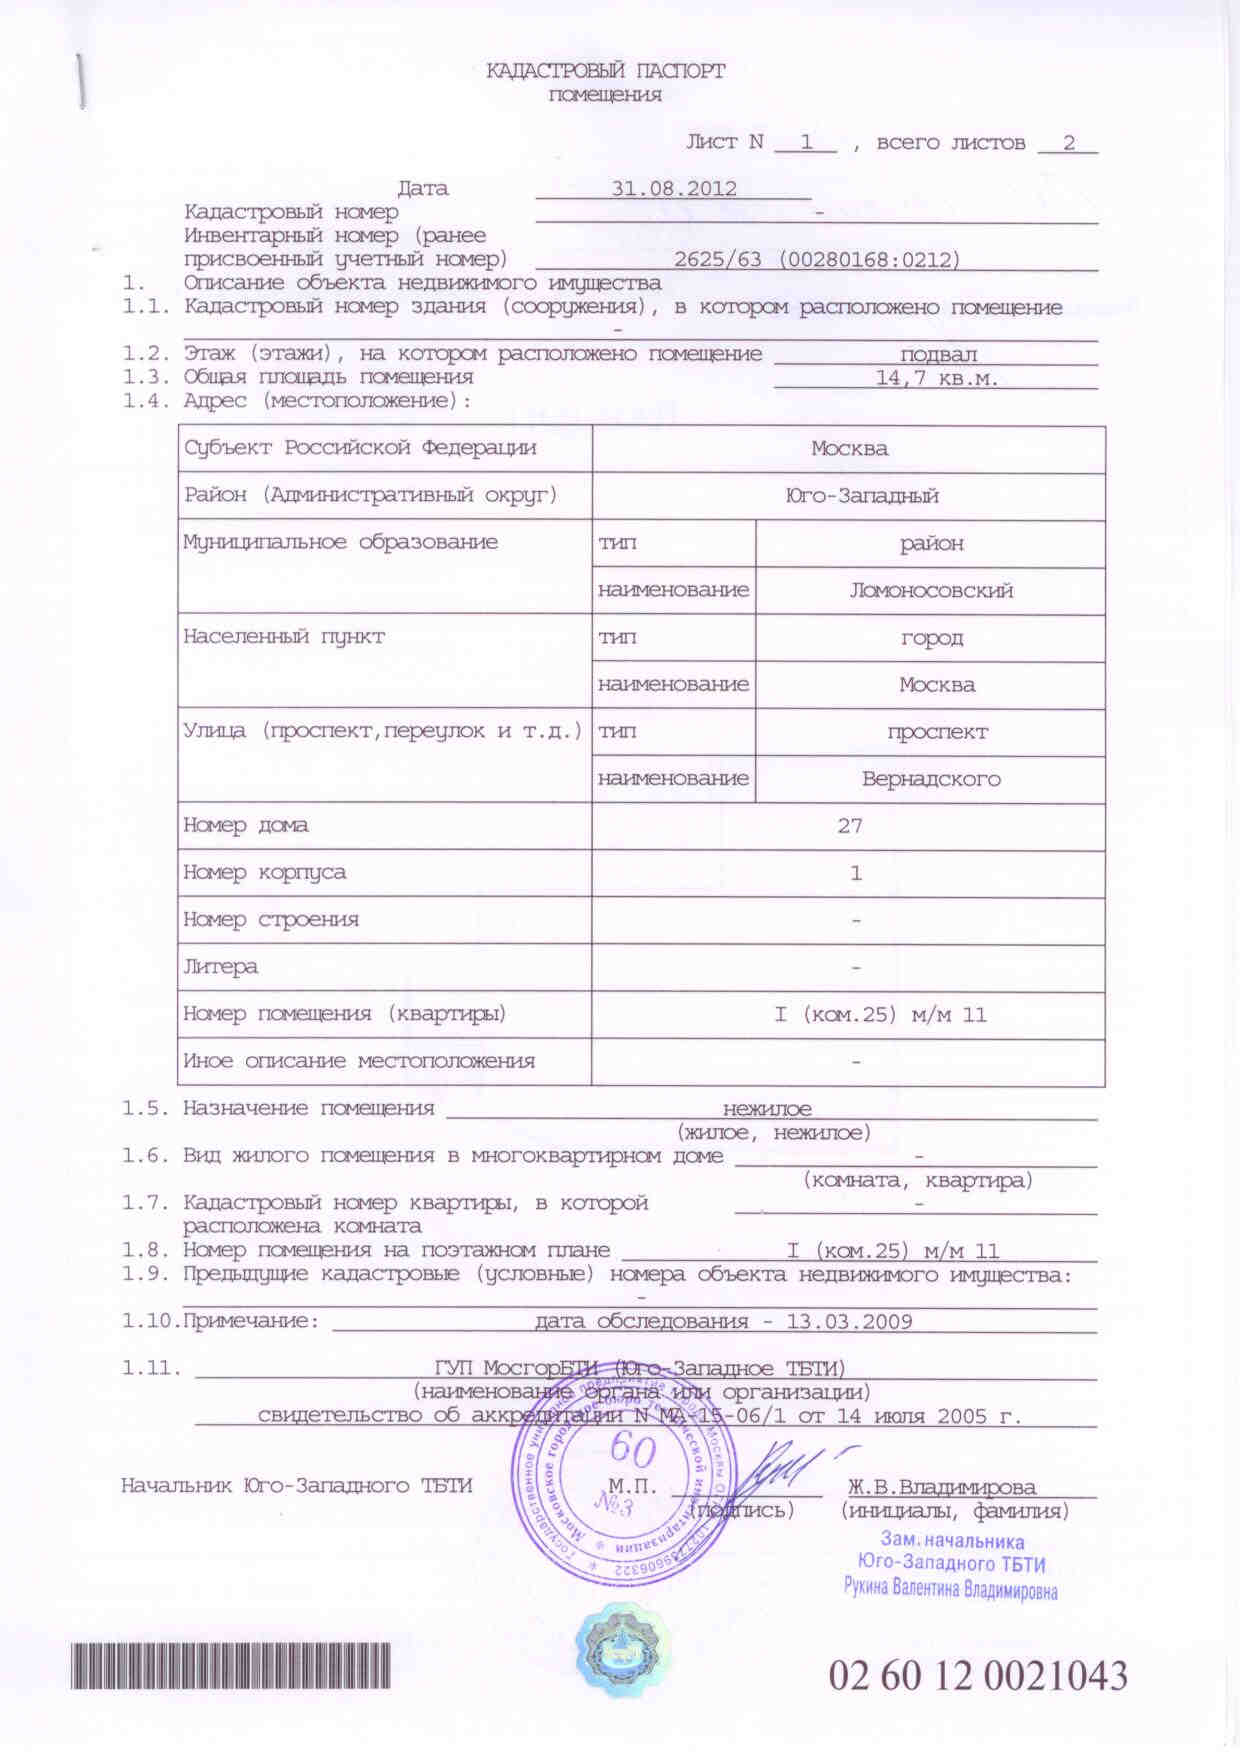 КАДАСТРОВЫЙ ПАСПОРТ
помещения
Лист N 1 , всего листов 2
Дата 31.08.2012
Кадастровый номер -
Инвентарный номер (ранее
присвоенный учетный номер) 2625/63 (00280168:0212)
1. Описание объекта недвижимого имущества
1.1. Кадастровый номер здания (сооружения), в котором расположено помещение
-
1.2. Этаж (этажи), на котором расположено помещение подвал
1.3. Общая площадь помещения 14,7 кв.м.
1.4. Адрес (местоположение):
Субъект Российской Федерации Москва
Район (Административный округ) Юго-Западный
Муниципальное образование тип район
наименование Ломоносовский
Населенный пункт тип город
наименование Москва
Улица (проспект,переулок и т.д.) тип проспект
наименование Вернадского
Номер дома 27
Номер корпуса 1
Номер строения -
Литера -
Номер помещения (квартиры) I (ком.25) м/м 11
Иное описание местоположения -
1.5. Назначение помещения нежилое
(жилое, нежилое)
1.6. Вид жилого помещения в многоквартирном доме -
(комната, квартира)
1.7. Кадастровый номер квартиры, в которой -
расположена комната
1.8. Номер помещения на поэтажном плане I (ком.25) м/м 11
1.9. Предыдущие кадастровые (условные) номера объекта недвижимого имущества:
-
1.10.Примечание: дата обследования - 13.03.2009
1.11. ГУП МосгорБТИ (Юго-Западное ТБТИ)
(наименование органа или организации)
свидетельство об аккредитации N МА 15-06/1 от 14 июля 2005 г.
60
№3
Начальник Юго-Западного ТБТИ М.П. Ж.В.Владимирова
(подпись) (инициалы, фамилия)
Зам.начальника
Юго-Западного ТБТИ
Рукина Валентина Владимировна
02 60 12 0021043